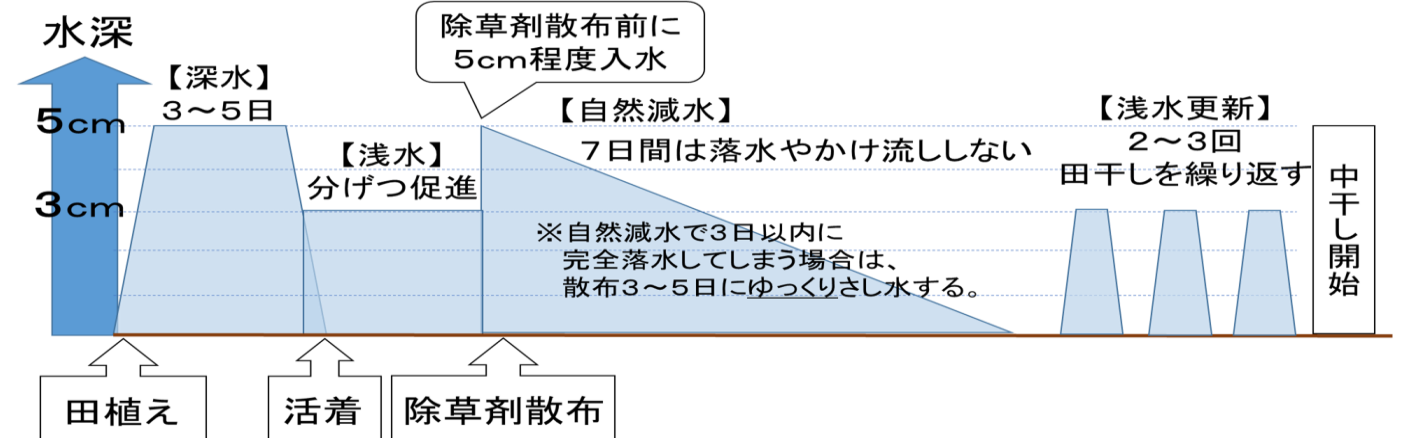 水深
5cm
3cm
【深水】
3～5日
【浅水】
分げつ促進
除草剤散布前に
5cm程度入水
【自然減水】
7日間は落水やかけ流ししない
※自然減水で3日以内に
完全落水してしまう場合は、
散布3～5日にゆっくりさし水する。
【浅水更新】
2～3回
田干しを繰り返す
中干し開始
田植え
活着
除草剤散布